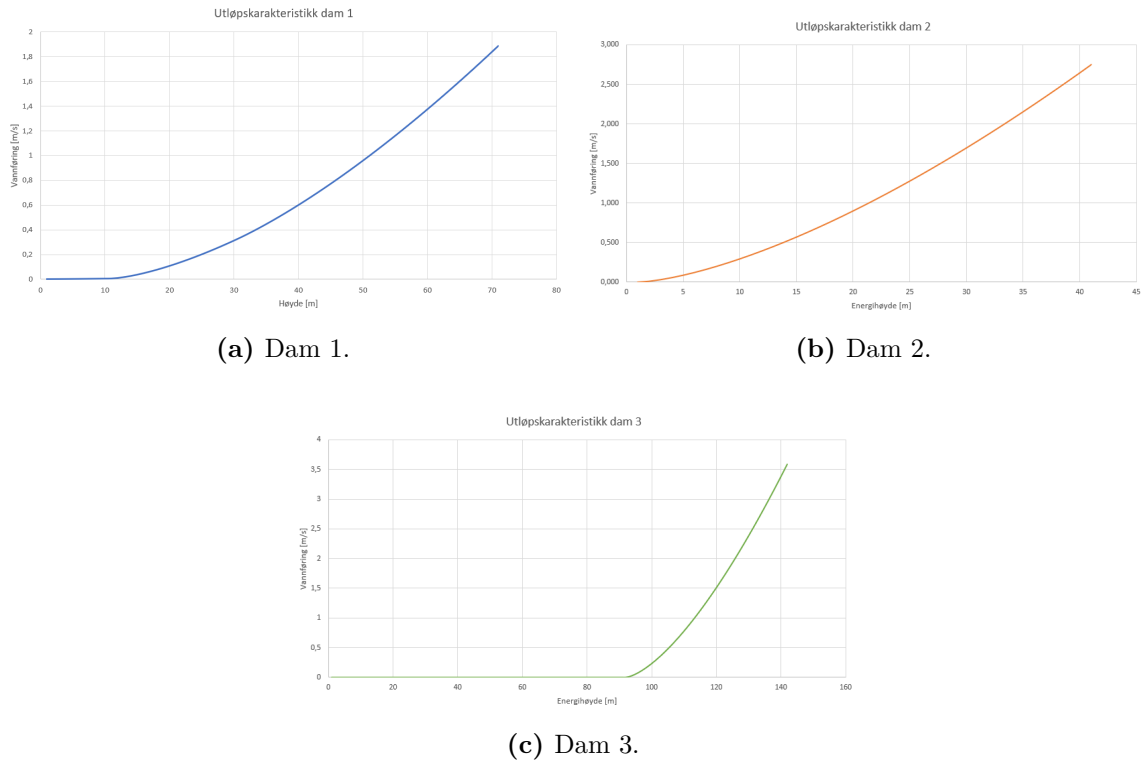 Utløpskarakteristikk dam 1
2
1,8
1,6
1,4
1,2
1
0,8
0,6
0,4
0,2
0
Vannføring [m/s]
0 10 20 30 40 50 60 70 80
Høyde [m]
(a) Dam 1.
Utløpskarakteristikk dam 2
3,000
2,500
2,000
1,500
1,000
0,500
0,000
Vannføring [m/s]
0 5 10 15 20 25 30 35 40 45
Energihøyde [m]
(b) Dam 2.
Utløpskarakteristikk dam 3
4
3,5
3
2,5
2
1,5
1
0,5
0
Vannføring [m/s]
0 20 40 60 80 100 120 140 160
Energihøyde [m]
(c) Dam 3.